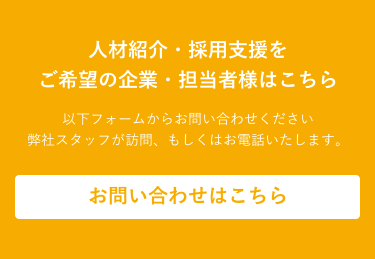 人材紹介・採用支援を
ご希望の企業・担当者様はこちら
以下フォームからお問い合わせください
弊社スタッフが訪問、もしくはお電話いたします。
お問い合わせはこちら